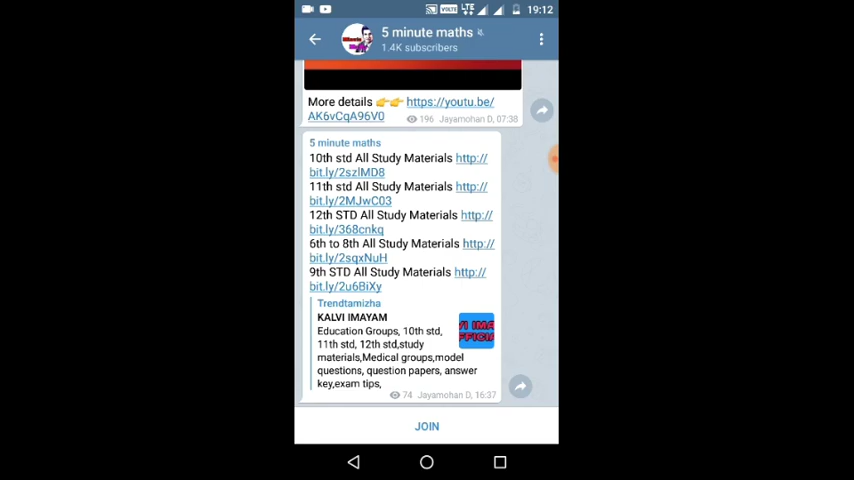 LTE 19:12
5 minute maths
1.4K subscribers
More details 👉👉 https://youtu.be/
AK6vCqA96V0
196 Jayamohan D, 07:38
5 minute maths
10th std All Study Materials http://
bit.ly/2szlMD8
11th std All Study Materials http://
bit.ly/2MJwC03
12th STD All Study Materials http://
bit.ly/368cnkq
6th to 8th All Study Materials http://
bit.ly/2sqxNuH
9th STD All Study Materials http://
bit.ly/2u6BiXy
Trendtamizha
KALVI IMAYAM
Education Groups, 10th std,
11th std, 12th std,study
materials,Medical groups,model
questions, question papers, answer
key,exam tips,
VI IMA
FFICIA
74 Jayamohan D, 16:37
JOIN